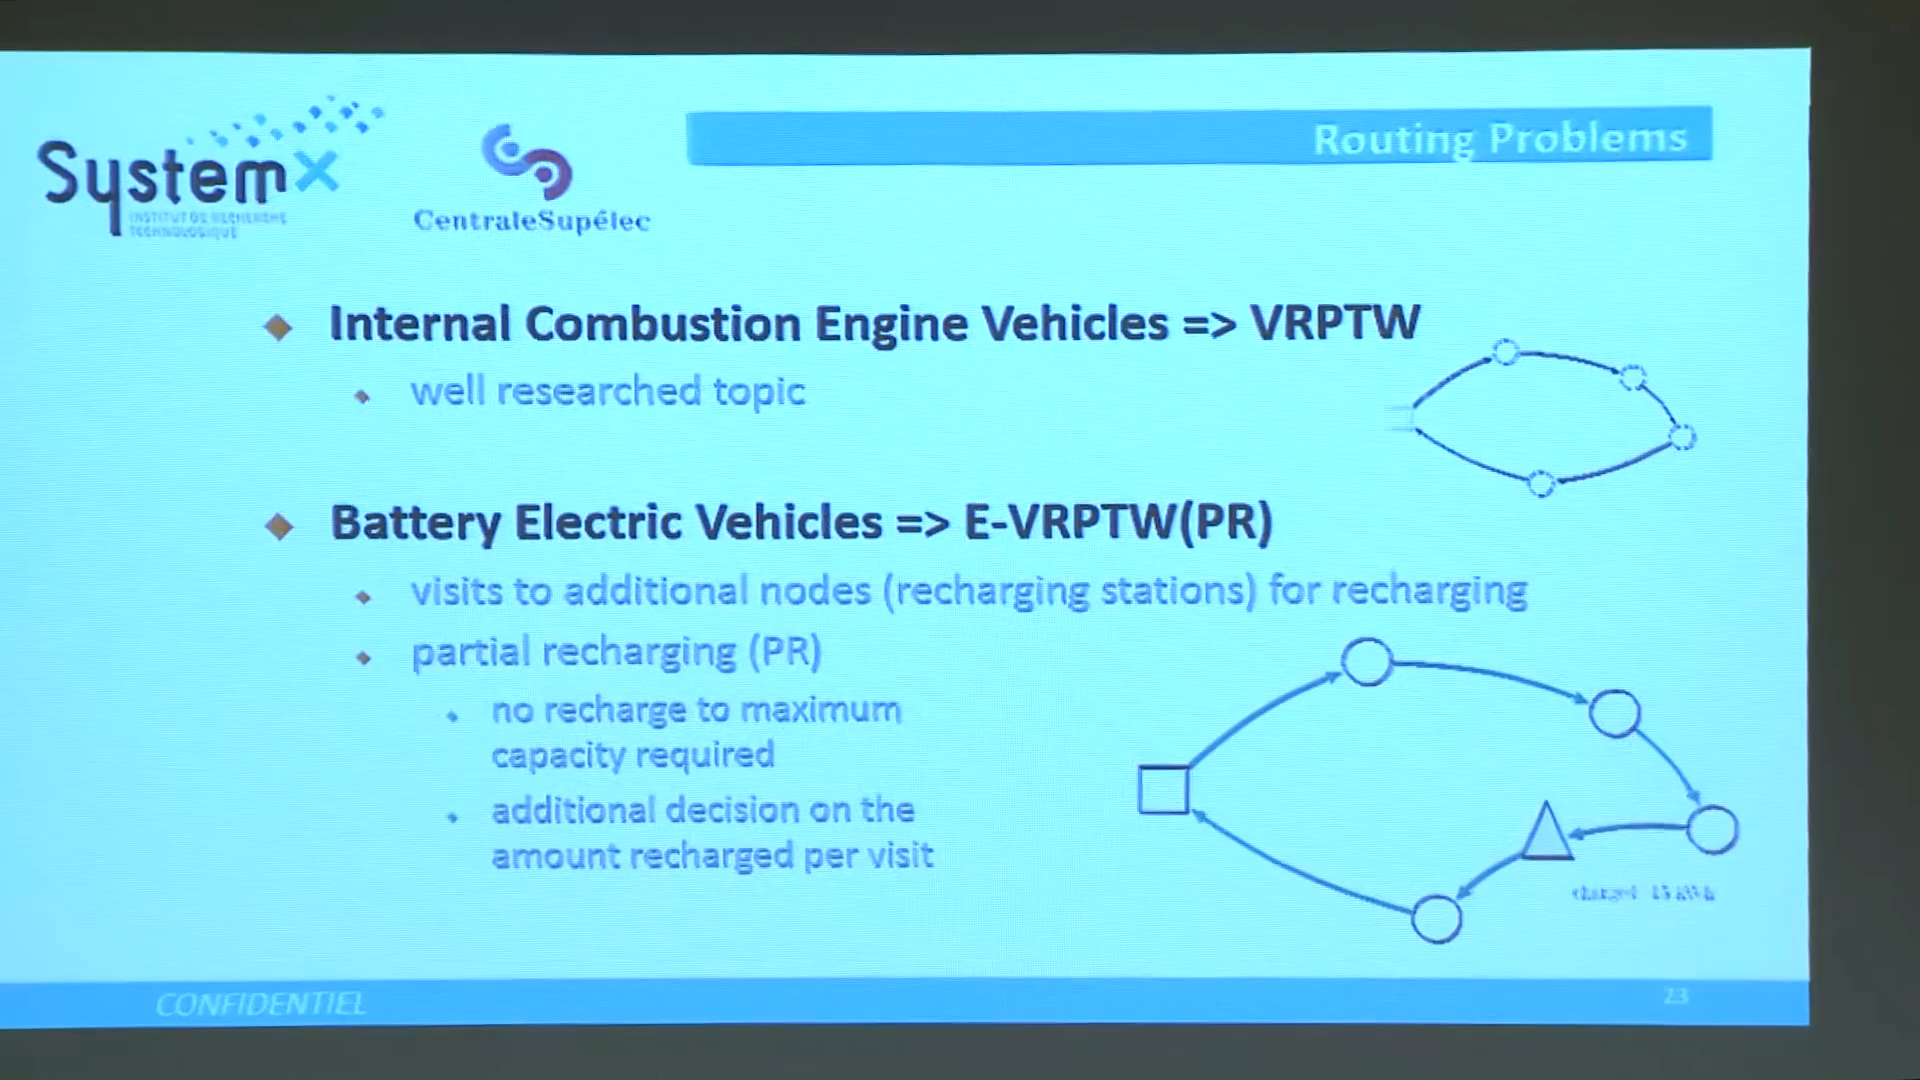 Routing Problems
SystemX
INSTITUT DE RECHERCHE
TECHNOLOGIQUE
CentraleSupélec
Internal Combustion Engine Vehicles => VRPTW
well researched topic
Battery Electric Vehicles => E-VRPTW(PR)
visits to additional nodes (recharging stations) for recharging
partial recharging (PR)
no recharge to maximum
capacity required
additional decision on the
amount recharged per visit
CONFIDENTIEL
23